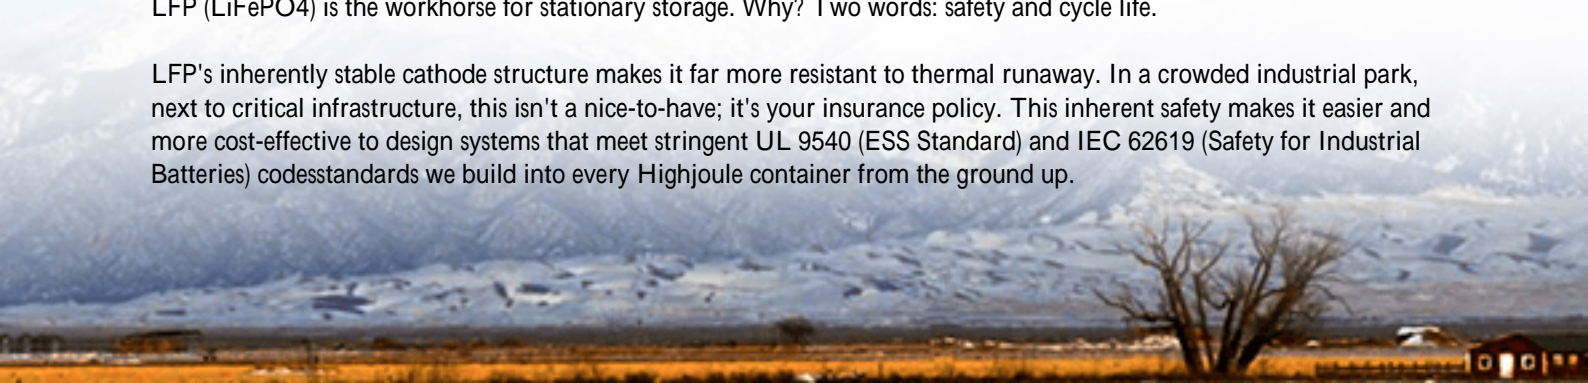 LFP (LiFePO4) is the workhorse for stationary storage. Why? Two words: safety and cycle life.
LFP's inherently stable cathode structure makes it far more resistant to thermal runaway. In a crowded industrial park,
next to critical infrastructure, this isn't a nice-to-have; it's your insurance policy. This inherent safety makes it easier and
more cost-effective to design systems that meet stringent UL 9540 (ESS Standard) and IEC 62619 (Safety for Industrial
Batteries) codesstandards we build into every Highjoule container from the ground up.